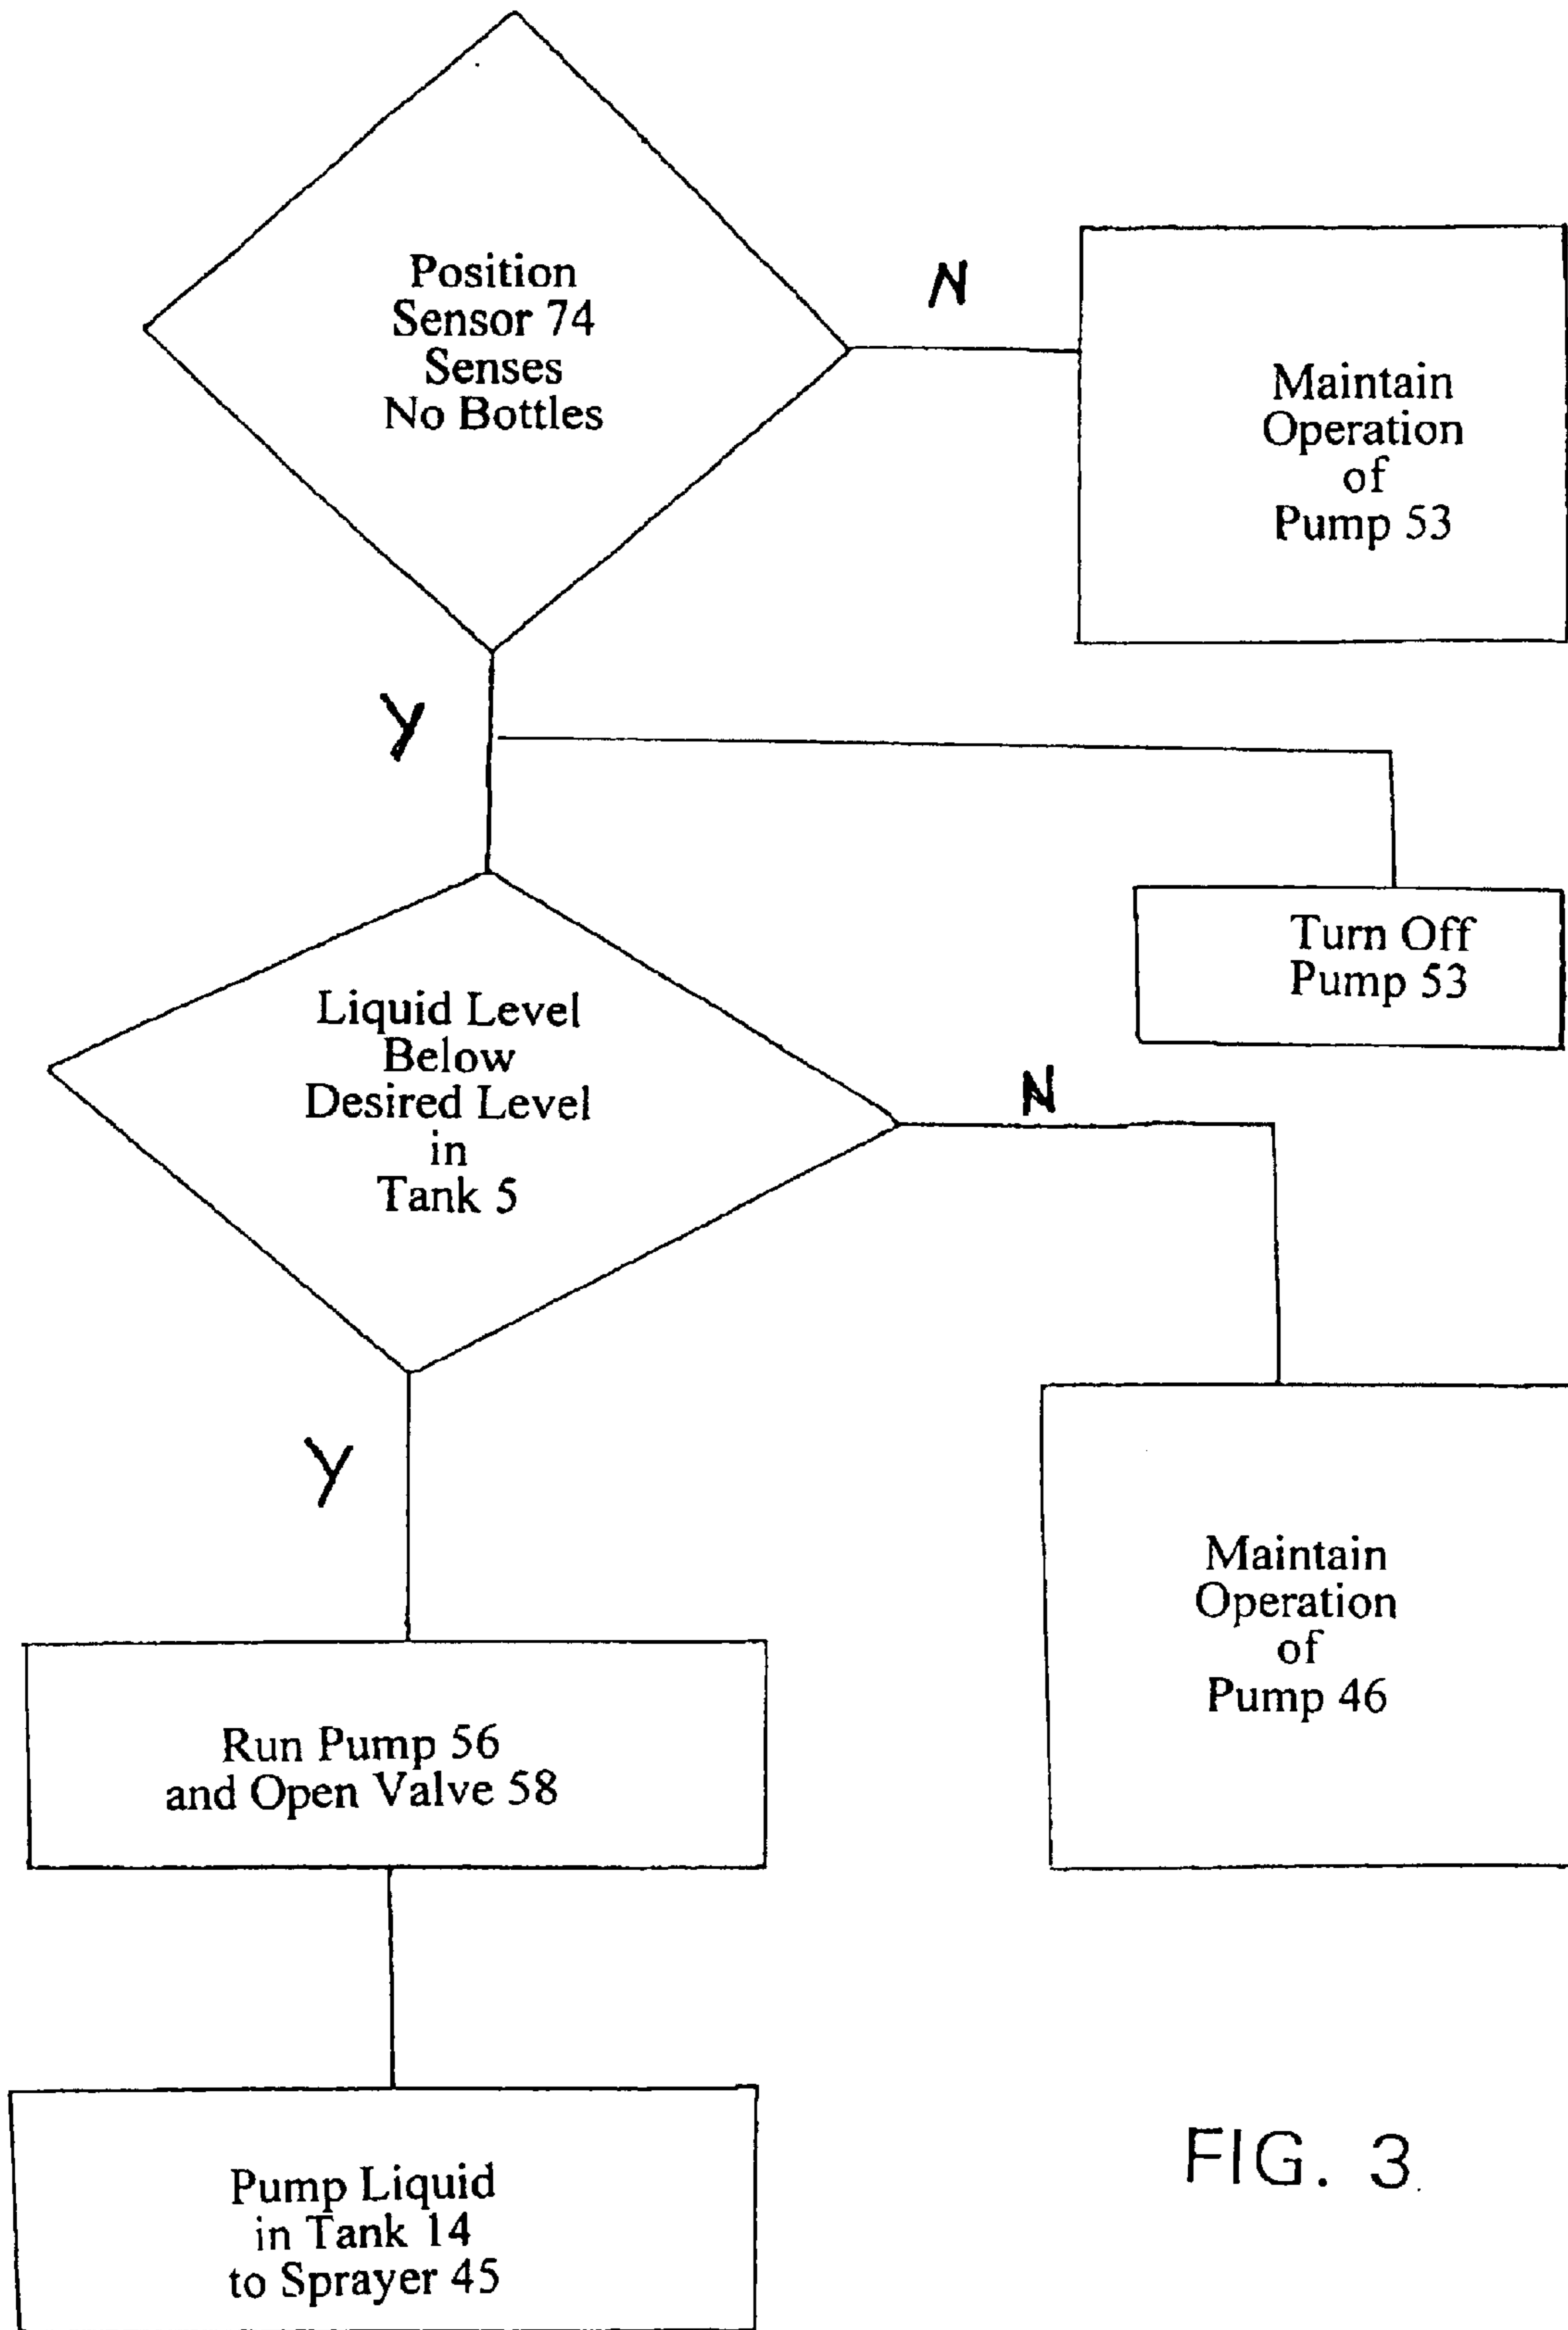 Position
Sensor 74
Senses
No Bottles
N
Maintain
Operation
of
Pump 53
Y
Turn Off
Pump 53
Liquid Level
Below
Desired Level
in
Tank 5
N
Maintain
Operation
of
Pump 46
Y
Run Pump 56
and Open Valve 58
Pump Liquid
in Tank 14
to Sprayer 45
FIG. 3